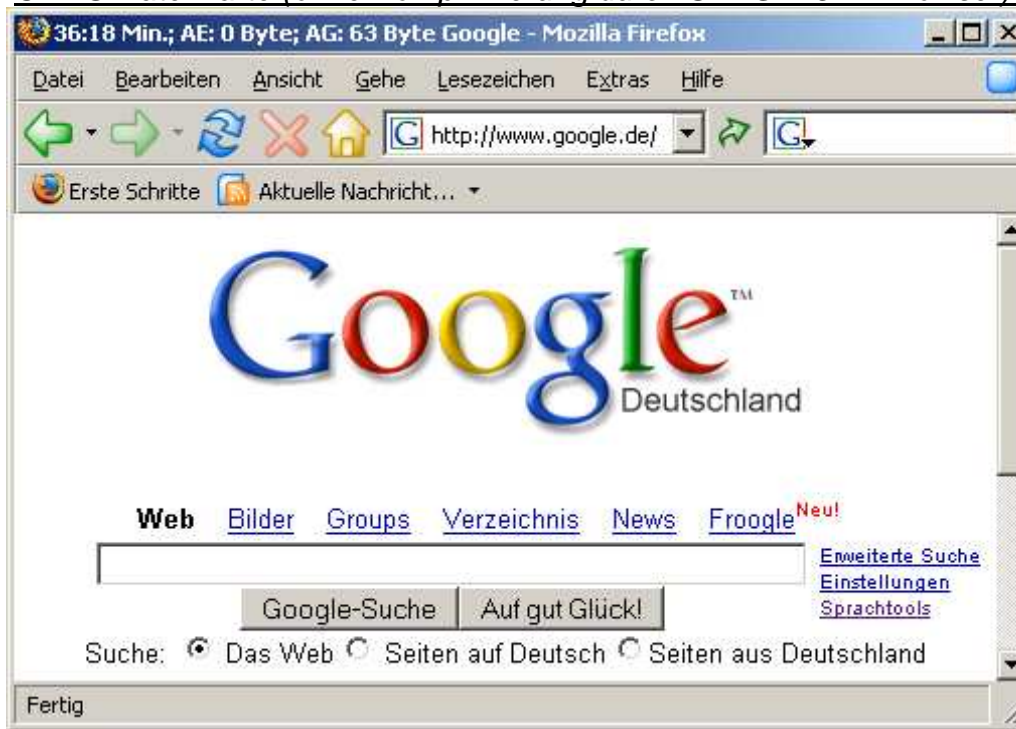 36:18 Min.; AE: 0 Byte; AG: 63 Byte Google - Mozilla Firefox
Datei Bearbeiten Ansicht Gehe Lesezeichen Extras Hilfe
http://www.google.de/
Erste Schritte Aktuelle Nachricht...
Google™
Deutschland
Web Bilder Groups Verzeichnis News Froogle Neu!
Erweiterte Suche
Einstellungen
Google-Suche Auf gut Glück! Sprachtools
Suche: Das Web Seiten auf Deutsch Seiten aus Deutschland
Fertig